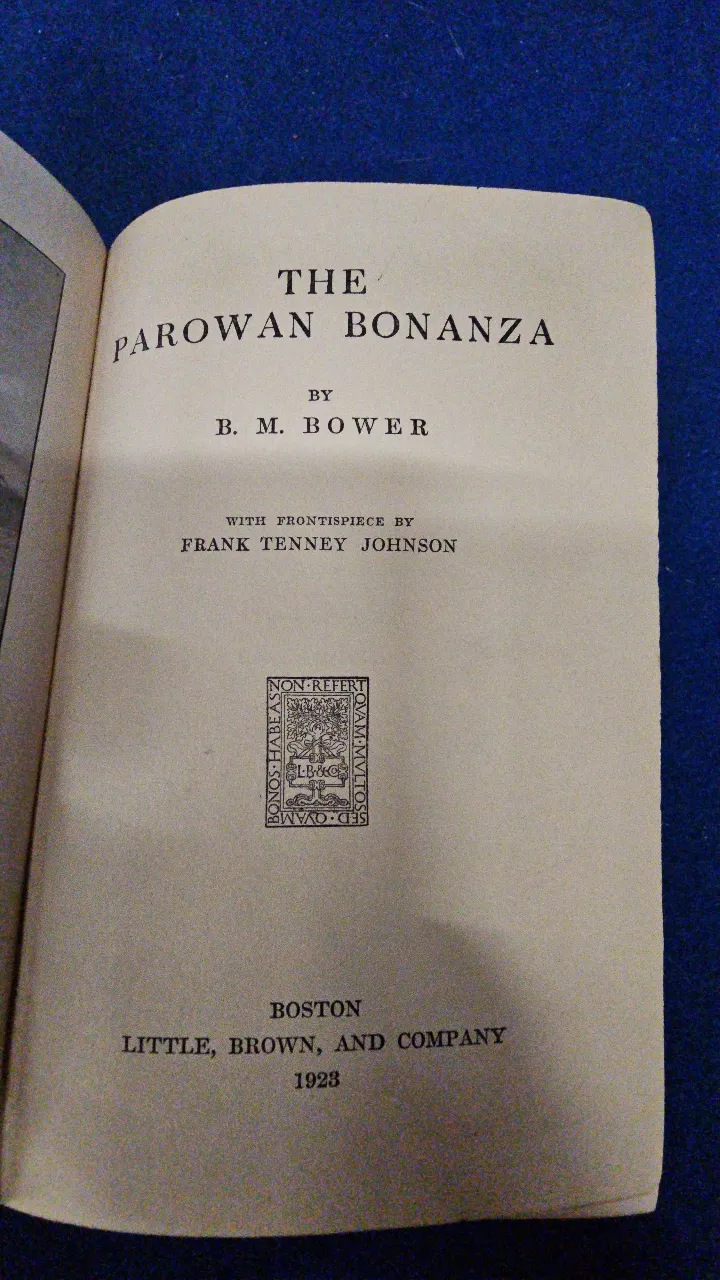 THE
PAROWAN BONANZA
BY
B. M. BOWER
WITH FRONTISPIECE BY
FRANK TENNEY JOHNSON
NON·REFERT
QVAM·MVLTOS
SED·QVAM
BONOS·HABEAS
L·B·&CO
BOSTON
LITTLE, BROWN, AND COMPANY
1923